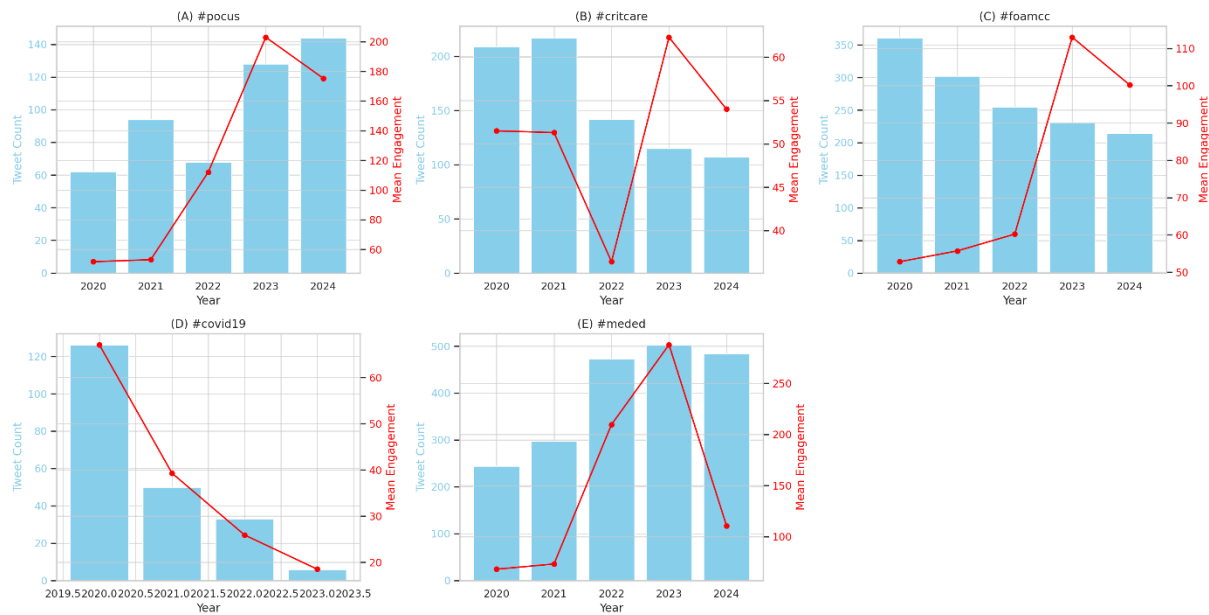 (A) #pocus
140
120
100
80
60
40
20
0
Tweet Count
200
180
160
140
120
100
80
60
Mean Engagement
2020 2021 2022 2023 2024
Year
(B) #critcare
200
150
100
50
0
Tweet Count
60
55
50
45
40
Mean Engagement
2020 2021 2022 2023 2024
Year
(C) #foamcc
350
300
250
200
150
100
50
0
Tweet Count
110
100
90
80
70
60
50
Mean Engagement
2020 2021 2022 2023 2024
Year
(D) #covid19
120
100
80
60
40
20
0
Tweet Count
60
50
40
30
20
Mean Engagement
2019.5 2020.0 2020.5 2021.0 2021.5 2022.0 2022.5 2023.0 2023.5
Year
(E) #meded
500
400
300
200
100
0
Tweet Count
250
200
150
100
Mean Engagement
2020 2021 2022 2023 2024
Year